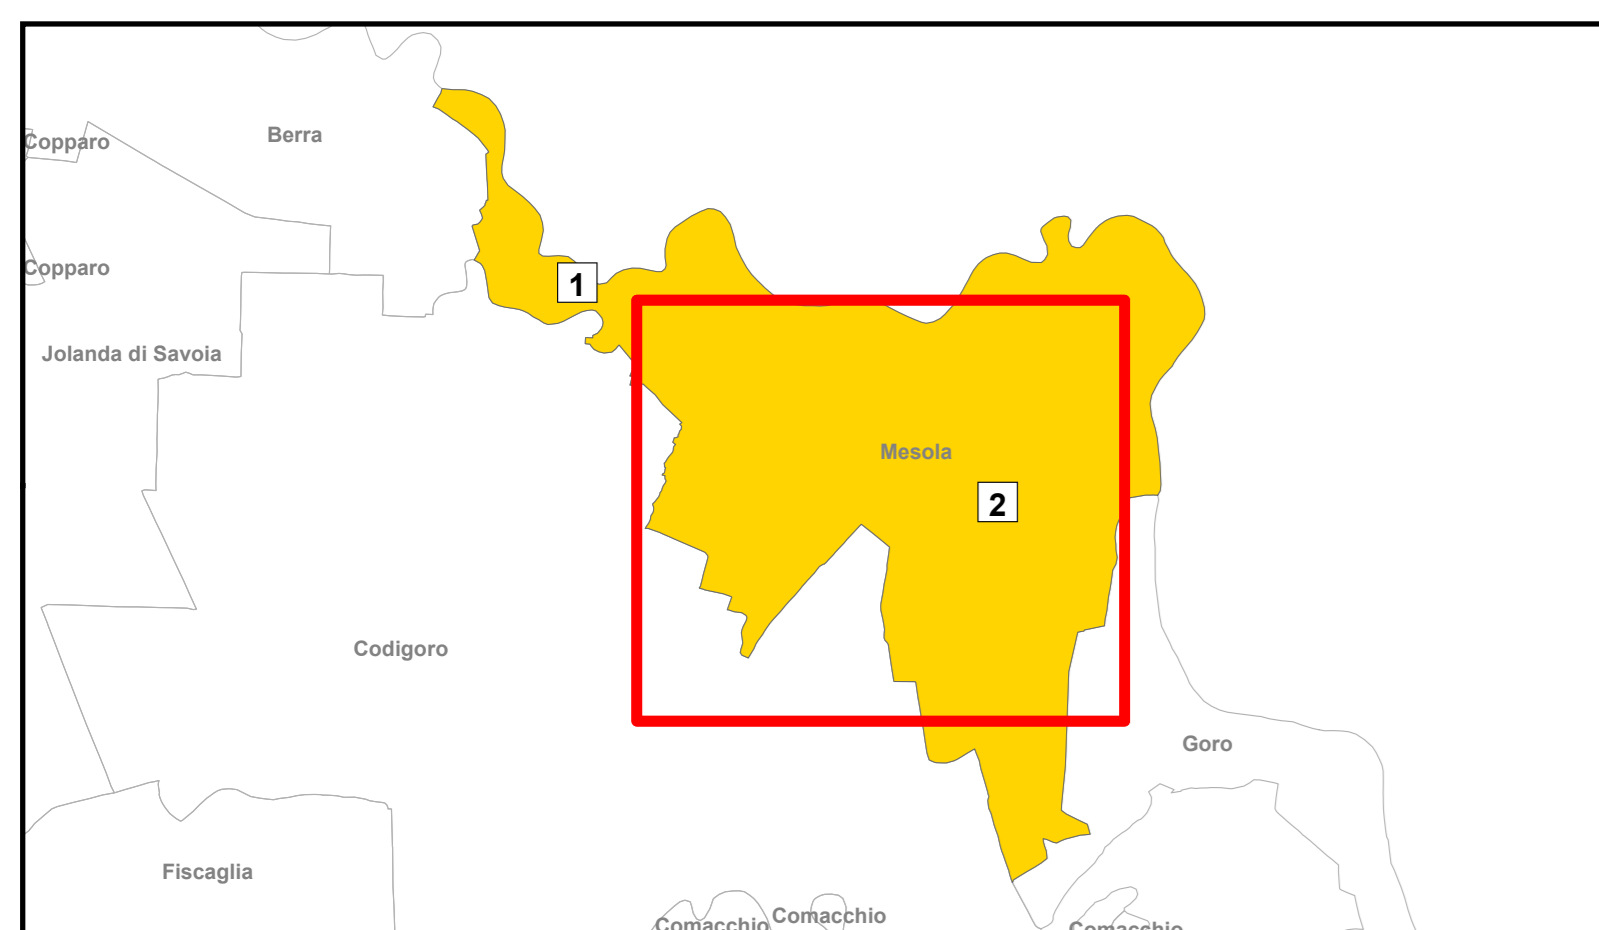 Berra
Copparo
Copparo
1
Jolanda di Savoia
Mesola
2
Codigoro
Goro
Fiscaglia
Comacchio
Comacchio
Comacchio